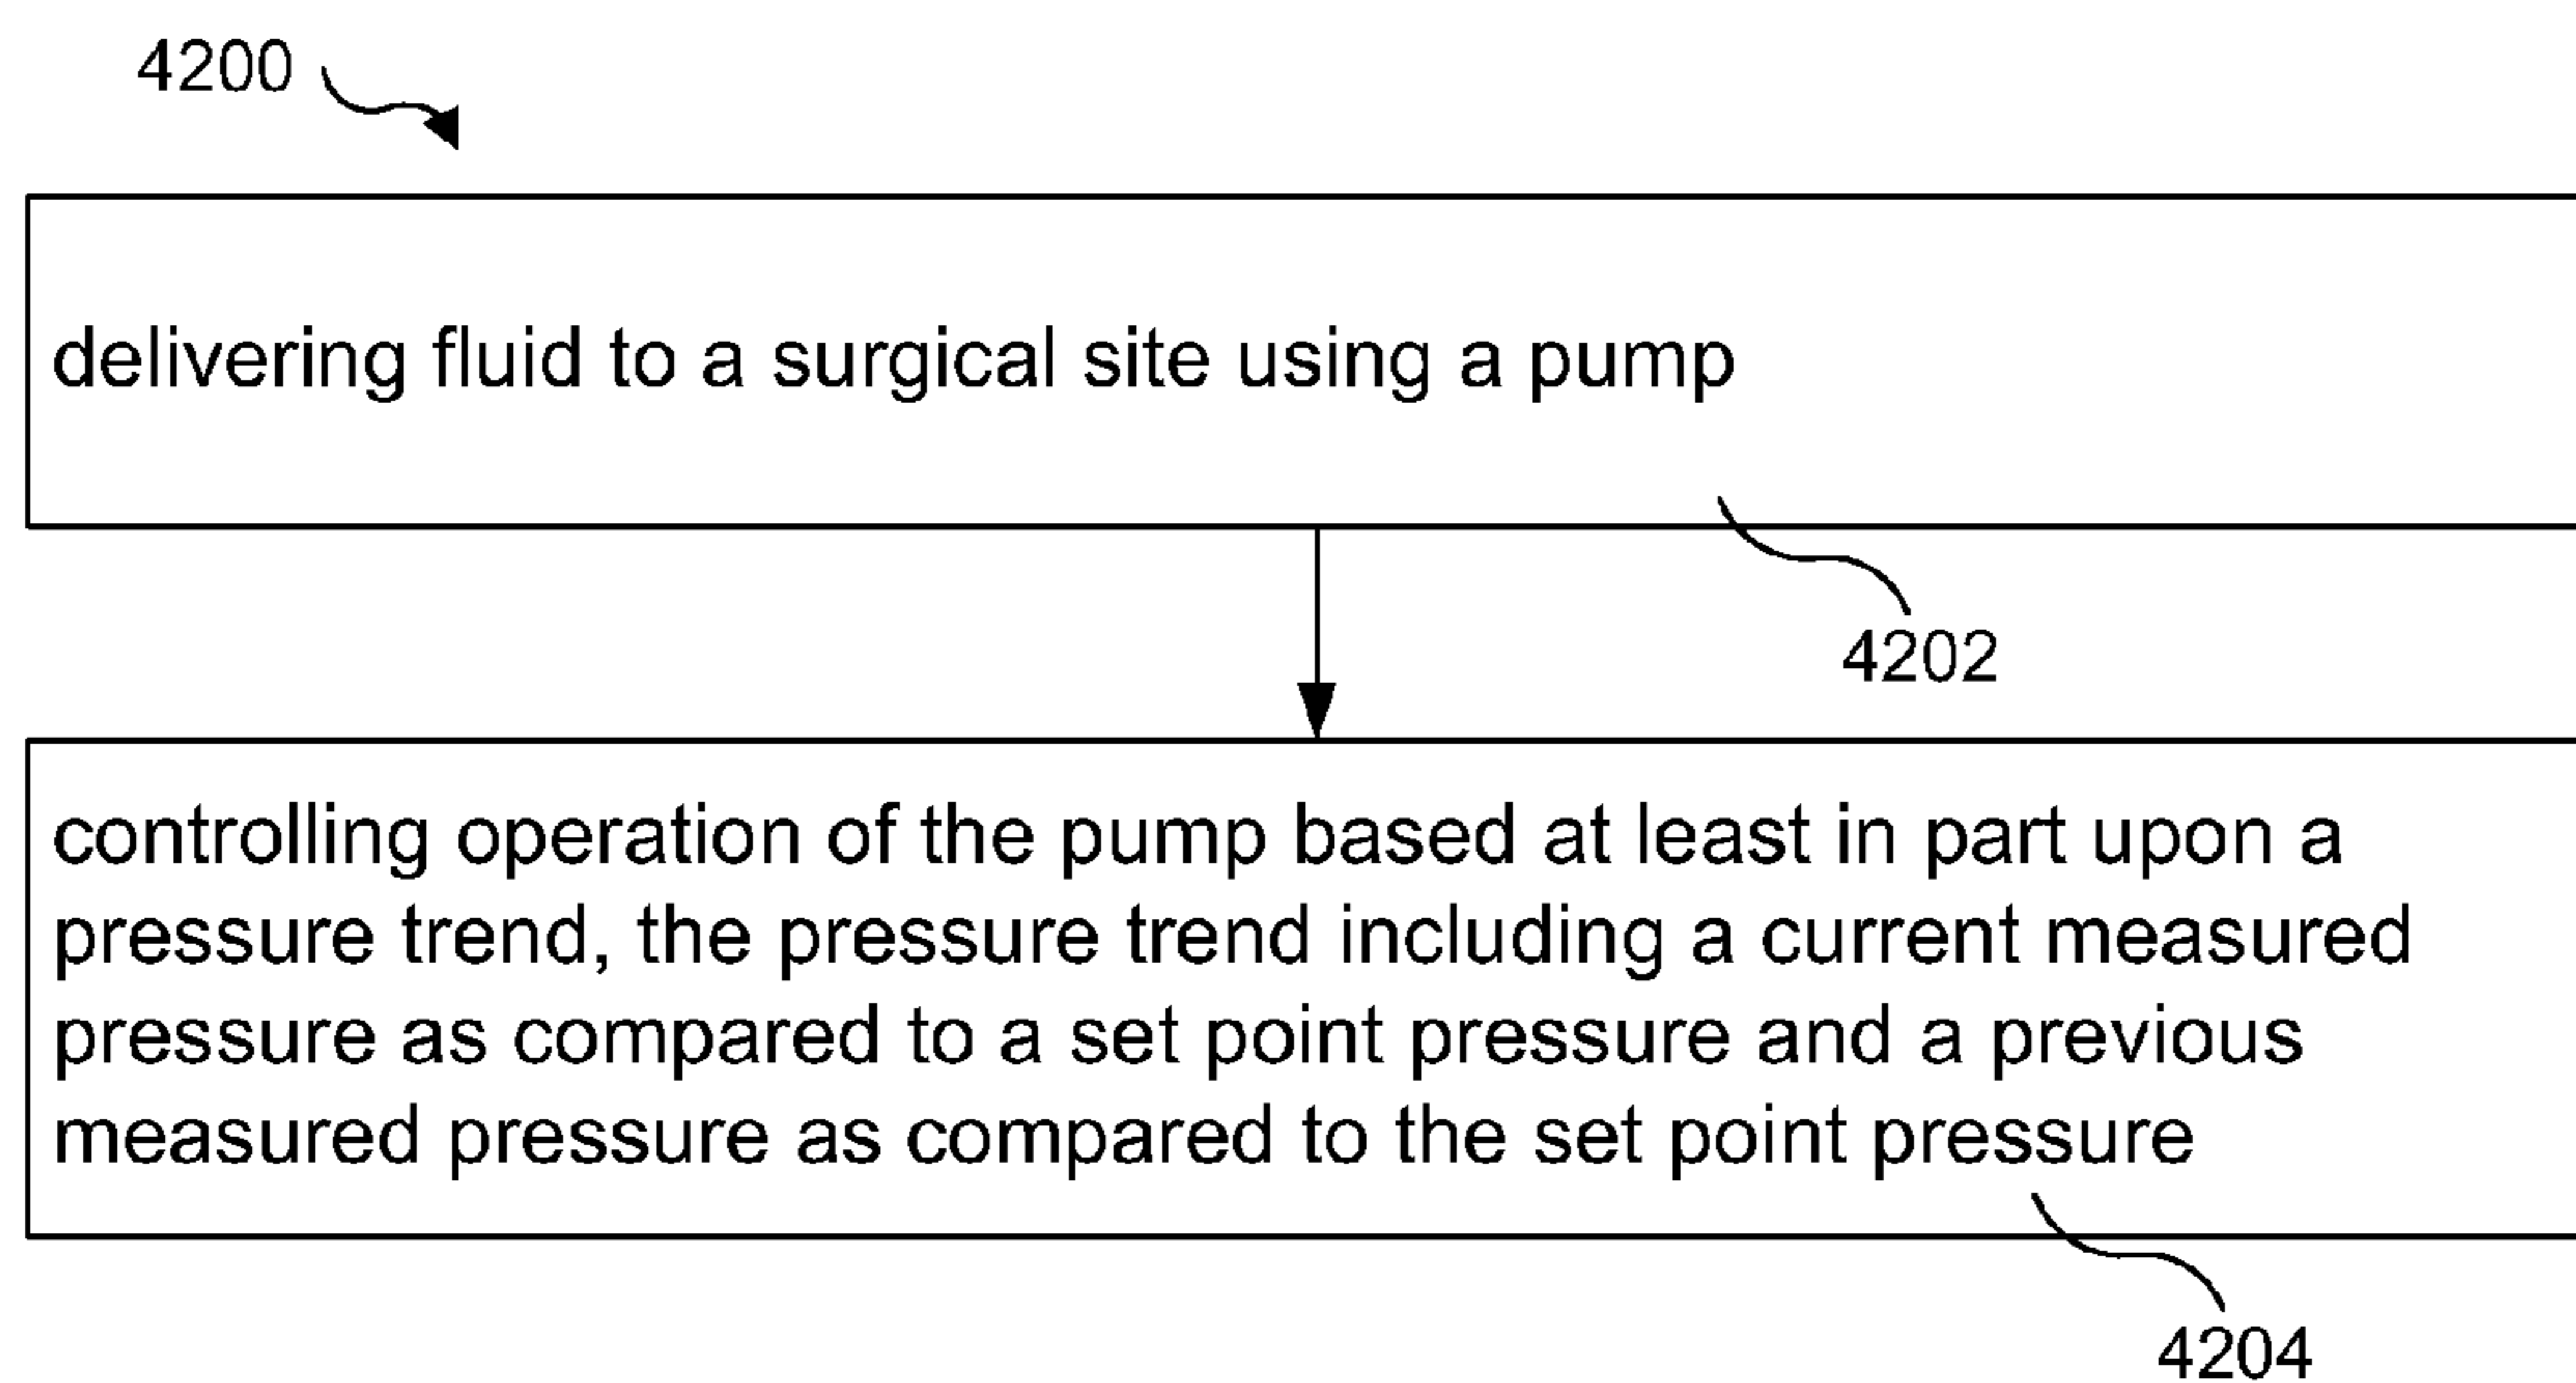 4200
delivering fluid to a surgical site using a pump
4202
controlling operation of the pump based at least in part upon a
pressure trend, the pressure trend including a current measured
pressure as compared to a set point pressure and a previous
measured pressure as compared to the set point pressure
4204